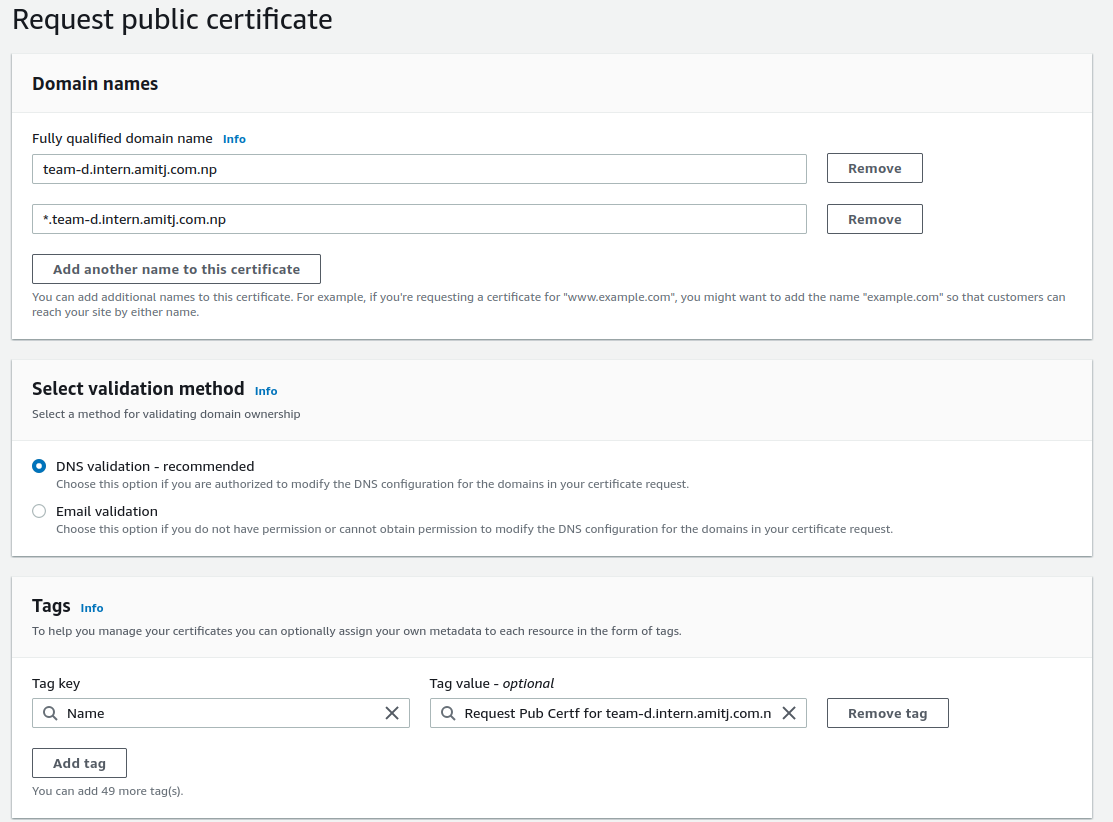 Request public certificate
Domain names
Fully qualified domain name Info
team-d.intern.amitj.com.np Remove
*.team-d.intern.amitj.com.np Remove
Add another name to this certificate
You can add additional names to this certificate. For example, if you're requesting a certificate for "www.example.com", you might want to add the name "example.com" so that customers can
reach your site by either name.
Select validation method Info
Select a method for validating domain ownership
DNS validation - recommended
Choose this option if you are authorized to modify the DNS configuration for the domains in your certificate request.
Email validation
Choose this option if you do not have permission or cannot obtain permission to modify the DNS configuration for the domains in your certificate request.
Tags Info
To help you manage your certificates you can optionally assign your own metadata to each resource in the form of tags.
Tag key Tag value - optional
Name Request Pub Certf for team-d.intern.amitj.com.n Remove tag
Add tag
You can add 49 more tag(s).